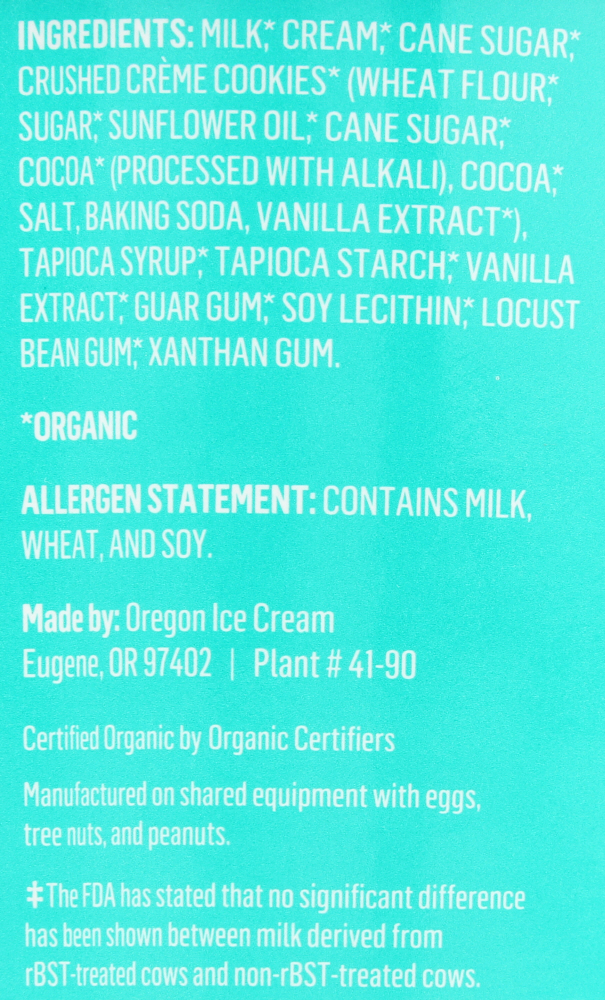 INGREDIENTS: MILK,* CREAM,* CANE SUGAR,*
CRUSHED CRÈME COOKIES* (WHEAT FLOUR,*
SUGAR,* SUNFLOWER OIL,* CANE SUGAR,*
COCOA* (PROCESSED WITH ALKALI), COCOA,*
SALT, BAKING SODA, VANILLA EXTRACT*),
TAPIOCA SYRUP,* TAPIOCA STARCH,* VANILLA
EXTRACT,* GUAR GUM,* SOY LECITHIN,* LOCUST
BEAN GUM,* XANTHAN GUM.
*ORGANIC
ALLERGEN STATEMENT: CONTAINS MILK,
WHEAT, AND SOY.
Made by: Oregon Ice Cream
Eugene, OR 97402 | Plant # 41-90
Certified Organic by Organic Certifiers
Manufactured on shared equipment with eggs,
tree nuts, and peanuts.
‡The FDA has stated that no significant difference
has been shown between milk derived from
rBST-treated cows and non-rBST-treated cows.